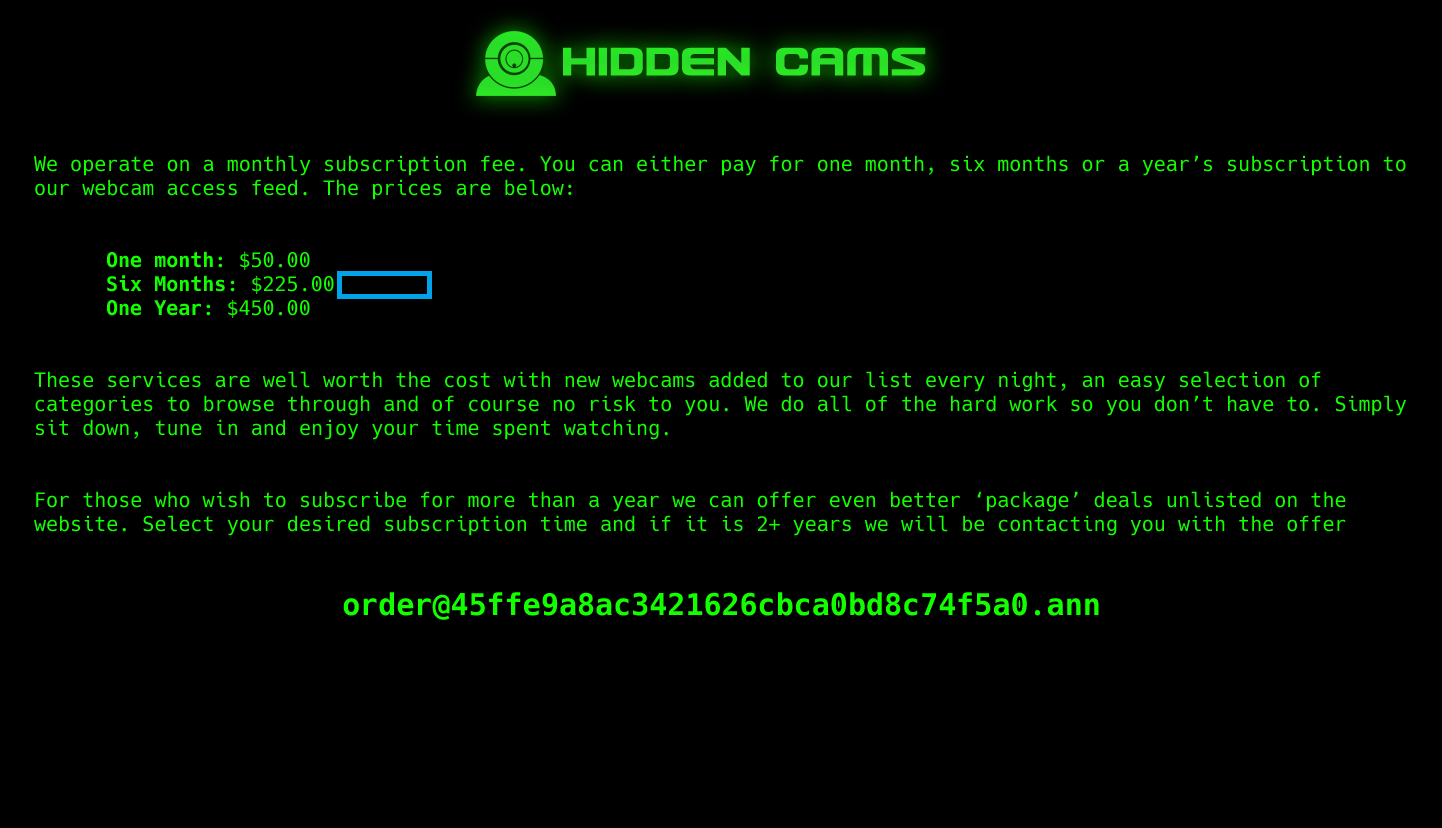 HIDDEN CAMS
We operate on a monthly subscription fee. You can either pay for one month, six months or a year’s subscription to
our webcam access feed. The prices are below:
One month: $50.00
Six Months: $225.00
One Year: $450.00
These services are well worth the cost with new webcams added to our list every night, an easy selection of
categories to browse through and of course no risk to you. We do all of the hard work so you don’t have to. Simply
sit down, tune in and enjoy your time spent watching.
For those who wish to subscribe for more than a year we can offer even better ‘package’ deals unlisted on the
website. Select your desired subscription time and if it is 2+ years we will be contacting you with the offer
order@45ffe9a8ac3421626cbca0bd8c74f5a0.ann